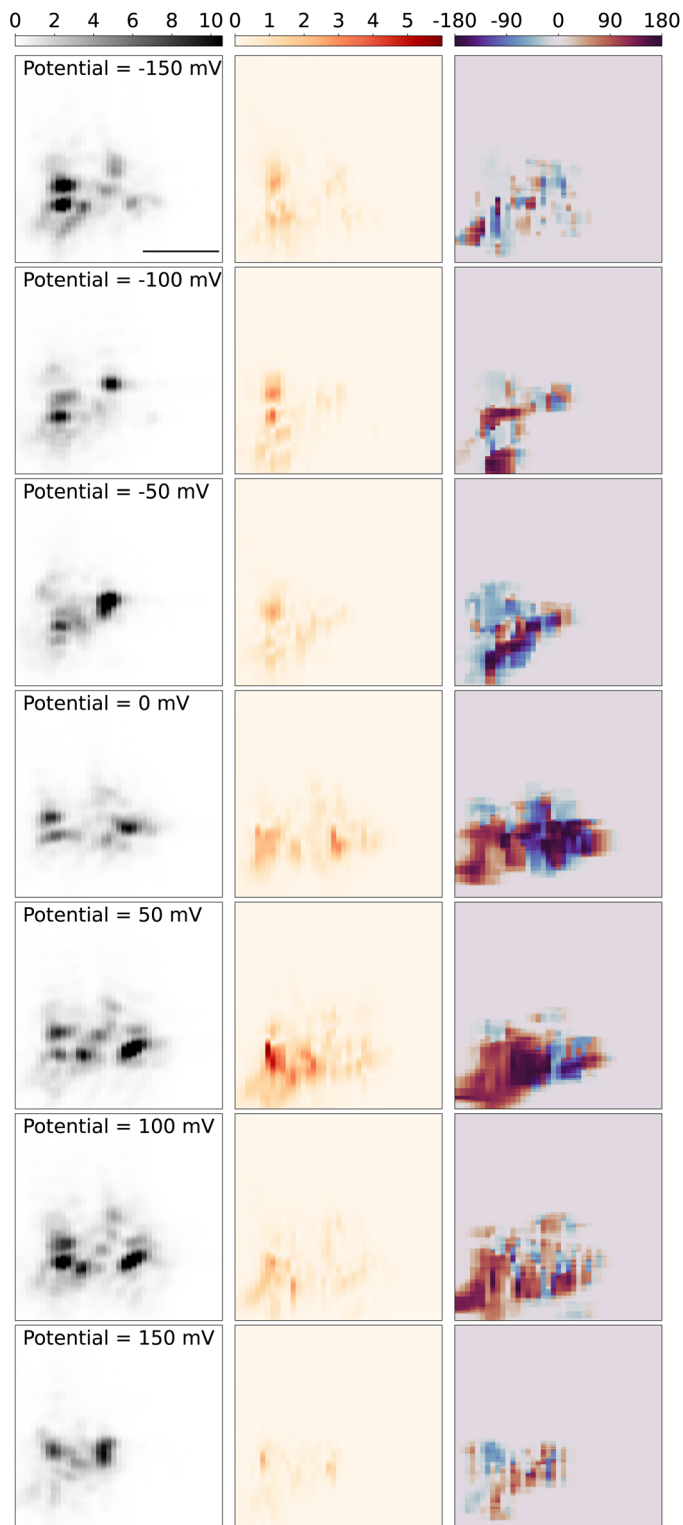 0 2 4 6 8 10 0 1 2 3 4 5 -180 -90 0 90 180
Potential = -150 mV
Potential = -100 mV
Potential = -50 mV
Potential = 0 mV
Potential = 50 mV
Potential = 100 mV
Potential = 150 mV